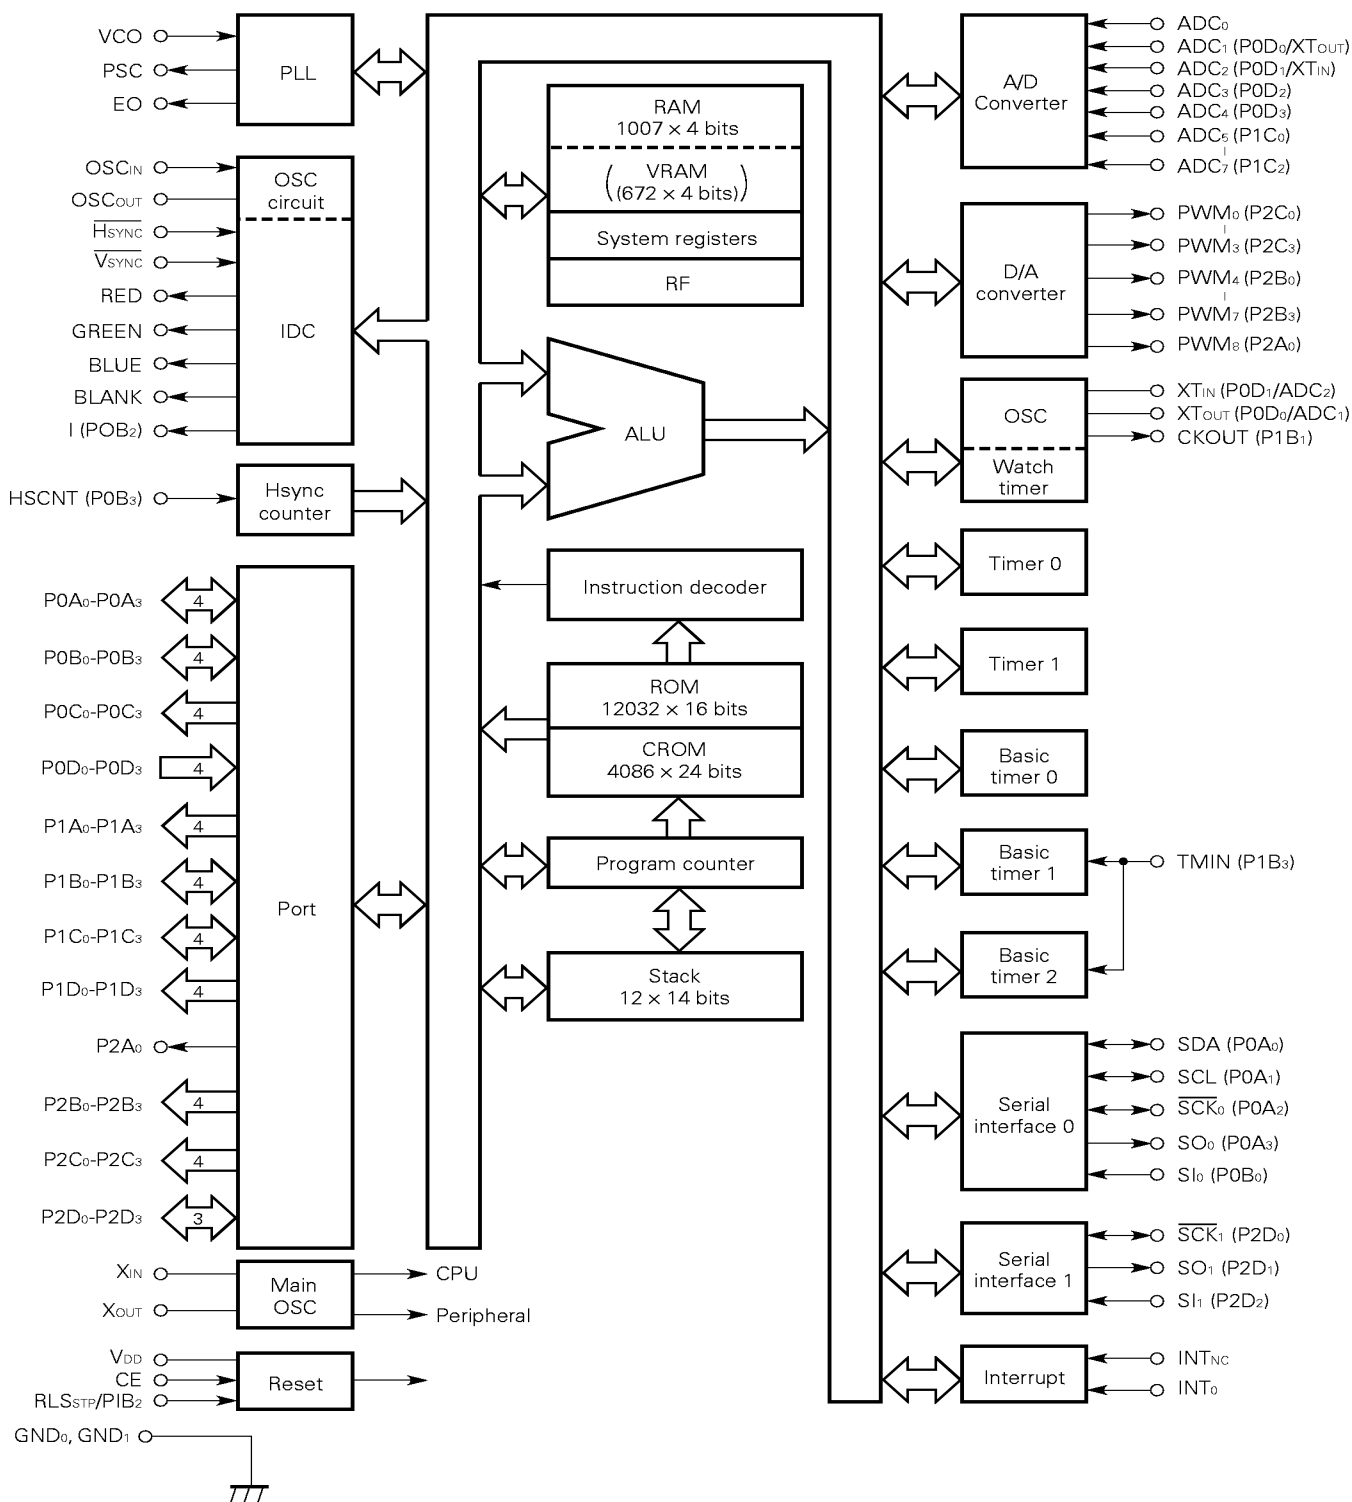 VCO
PSC
EO
PLL
OSCIN
OSCOUT
HSYNC
VSYNC
RED
GREEN
BLUE
BLANK
I (POB2)
OSC
circuit
IDC
HSCNT (P0B3)
Hsync
counter
P0A0-P0A3
4
P0B0-P0B3
4
P0C0-P0C3
4
P0D0-P0D3
4
P1A0-P1A3
4
P1B0-P1B3
4
P1C0-P1C3
4
P1D0-P1D3
4
P2A0
P2B0-P2B3
4
P2C0-P2C3
4
P2D0-P2D3
3
Port
XIN
XOUT
Main
OSC
CPU
Peripheral
VDD
CE
RLSSTP/PIB2
Reset
GND0, GND1
RAM
1007 × 4 bits
VRAM
(672 × 4 bits)
System registers
RF
ALU
Instruction decoder
ROM
12032 × 16 bits
CROM
4086 × 24 bits
Program counter
Stack
12 × 14 bits
A/D
Converter
ADC0
ADC1 (P0D0/XTOUT)
ADC2 (P0D1/XTIN)
ADC3 (P0D2)
ADC4 (P0D3)
ADC5 (P1C0)
ADC7 (P1C2)
D/A
converter
PWM0 (P2C0)
PWM3 (P2C3)
PWM4 (P2B0)
PWM7 (P2B3)
PWM8 (P2A0)
OSC
Watch
timer
XTIN (P0D1/ADC2)
XTOUT (P0D0/ADC1)
CKOUT (P1B1)
Timer 0
Timer 1
Basic
timer 0
Basic
timer 1
TMIN (P1B3)
Basic
timer 2
Serial
interface 0
SDA (P0A0)
SCL (P0A1)
SCK0 (P0A2)
SO0 (P0A3)
SI0 (P0B0)
Serial
interface 1
SCK1 (P2D0)
SO1 (P2D1)
SI1 (P2D2)
Interrupt
INTNC
INT0